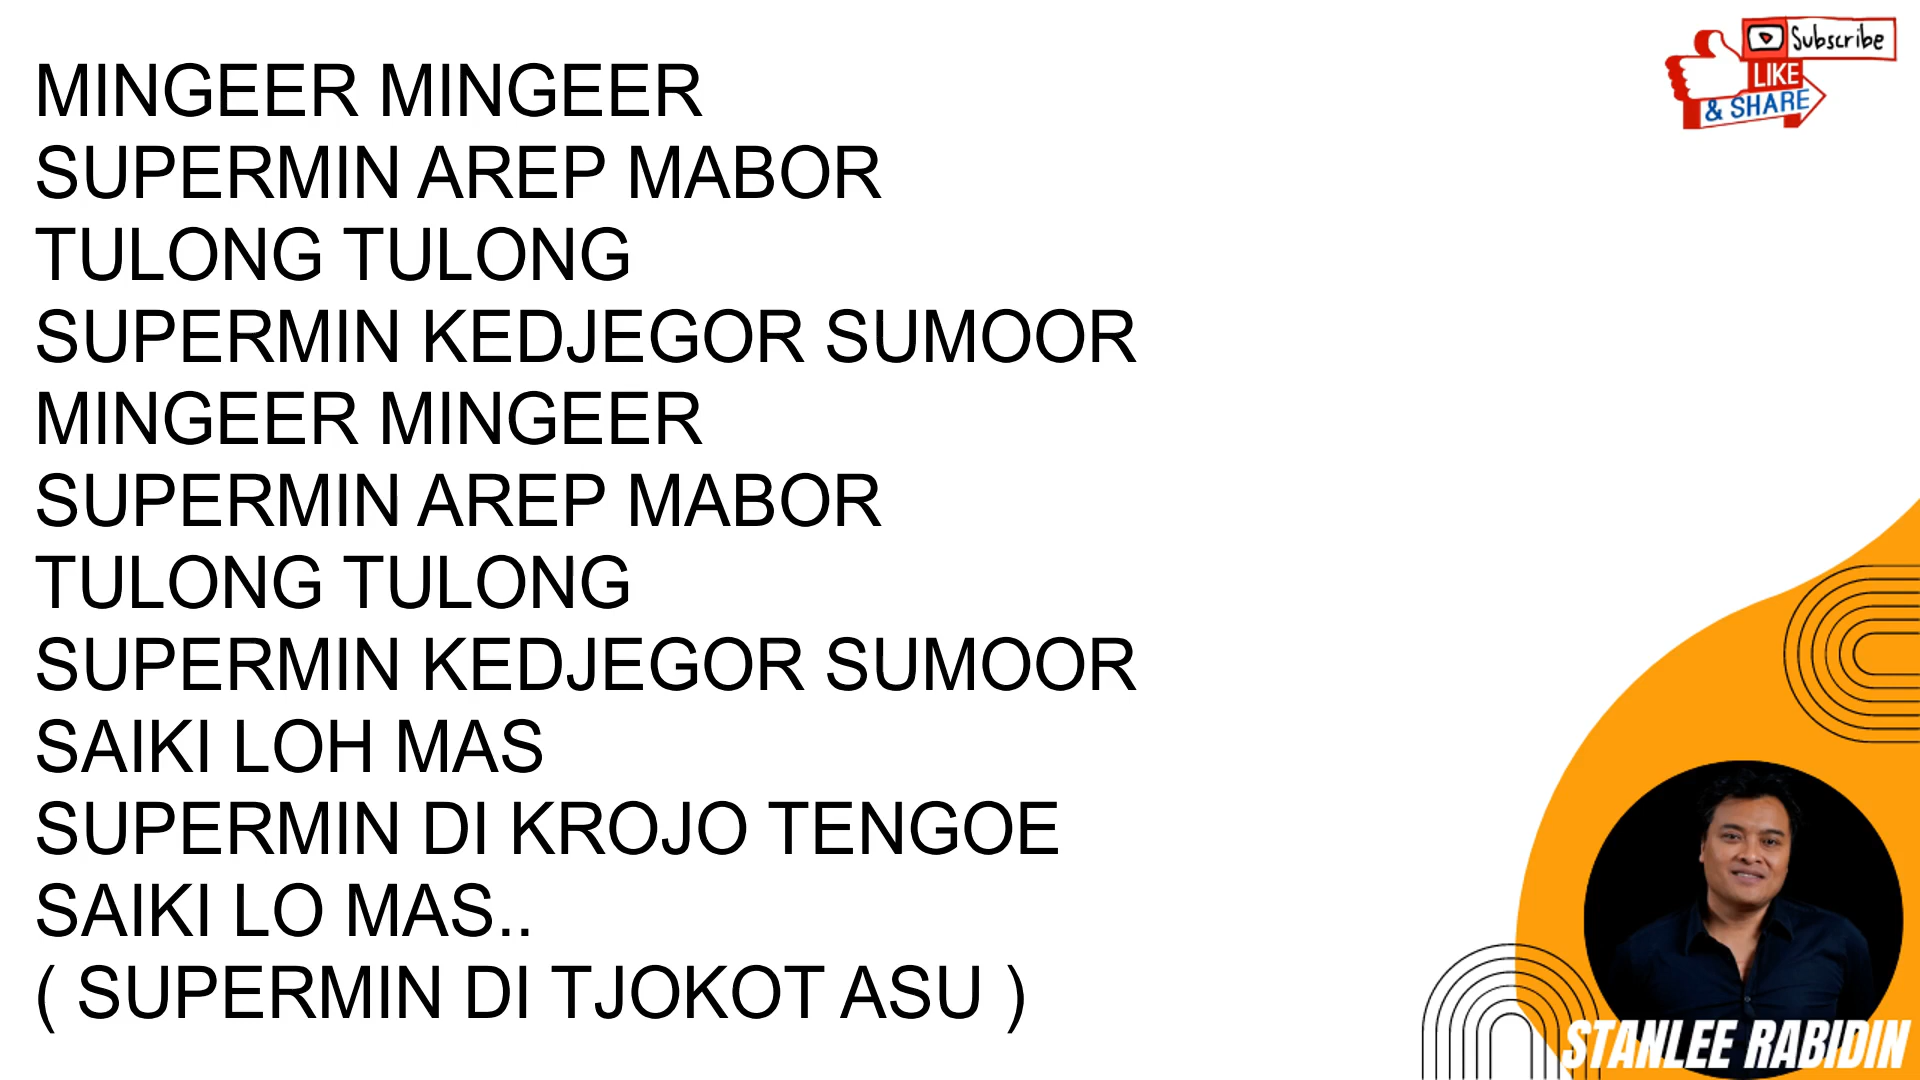 MINGEER MINGEER
SUPERMIN AREP MABOR
TULONG TULONG
SUPERMIN KEDJEGOR SUMOOR
MINGEER MINGEER
SUPERMIN AREP MABOR
TULONG TULONG
SUPERMIN KEDJEGOR SUMOOR
SAIKI LOH MAS
SUPERMIN DI KROJO TENGOE
SAIKI LO MAS..
( SUPERMIN DI TJOKOT ASU )
Subscribe
LIKE
& SHARE
STANLEE RABIDIN